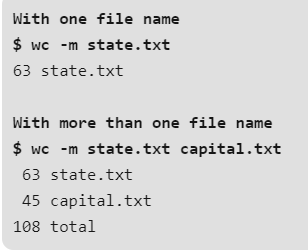 With one file name
$ wc -m state.txt
63 state.txt

With more than one file name
$ wc -m state.txt capital.txt
 63 state.txt
 45 capital.txt
108 total